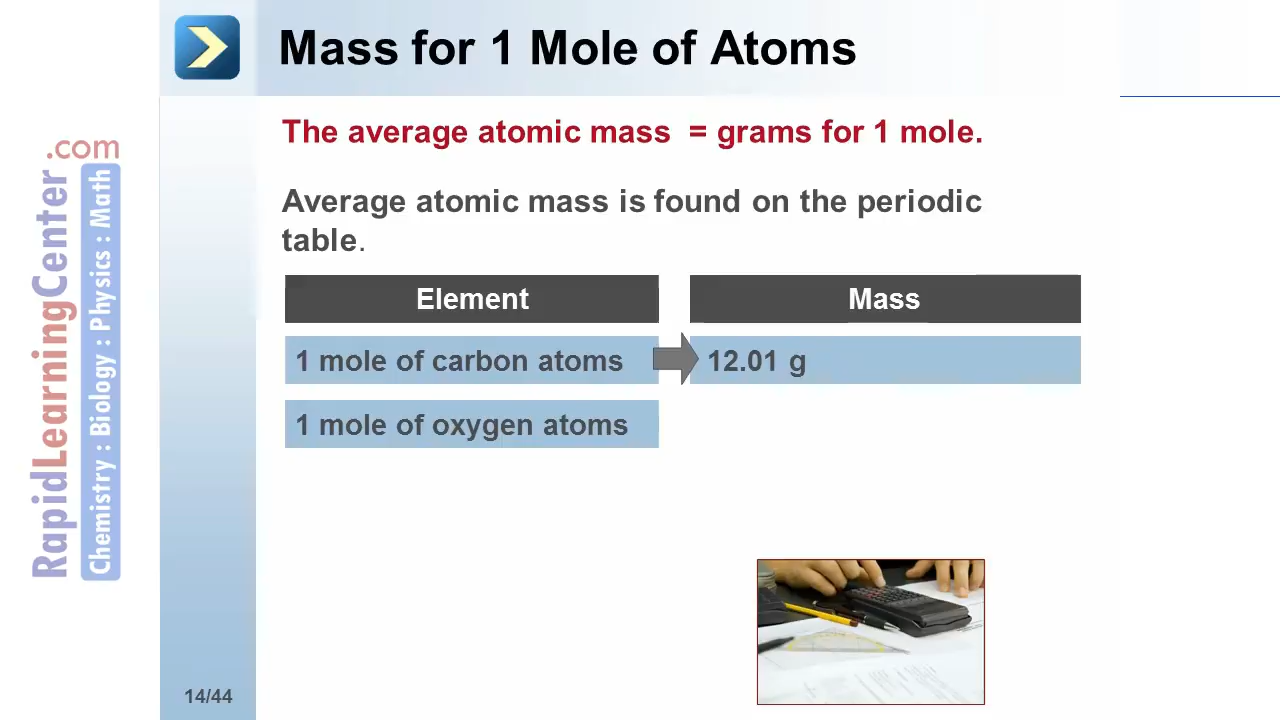 Mass for 1 Mole of Atoms
The average atomic mass = grams for 1 mole.
Average atomic mass is found on the periodic
table.
Element
Mass
1 mole of carbon atoms
12.01 g
1 mole of oxygen atoms
RapidLearningCenter.com
Chemistry : Biology : Physics : Math
14/44